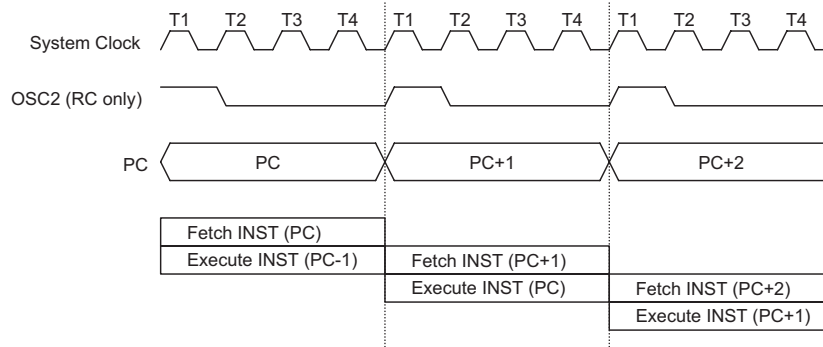 T1 T2 T3 T4 T1 T2 T3 T4 T1 T2 T3 T4
System Clock
OSC2 (RC only)
PC PC PC+1 PC+2
Fetch INST (PC)
Execute INST (PC-1) Fetch INST (PC+1)
Execute INST (PC) Fetch INST (PC+2)
Execute INST (PC+1)